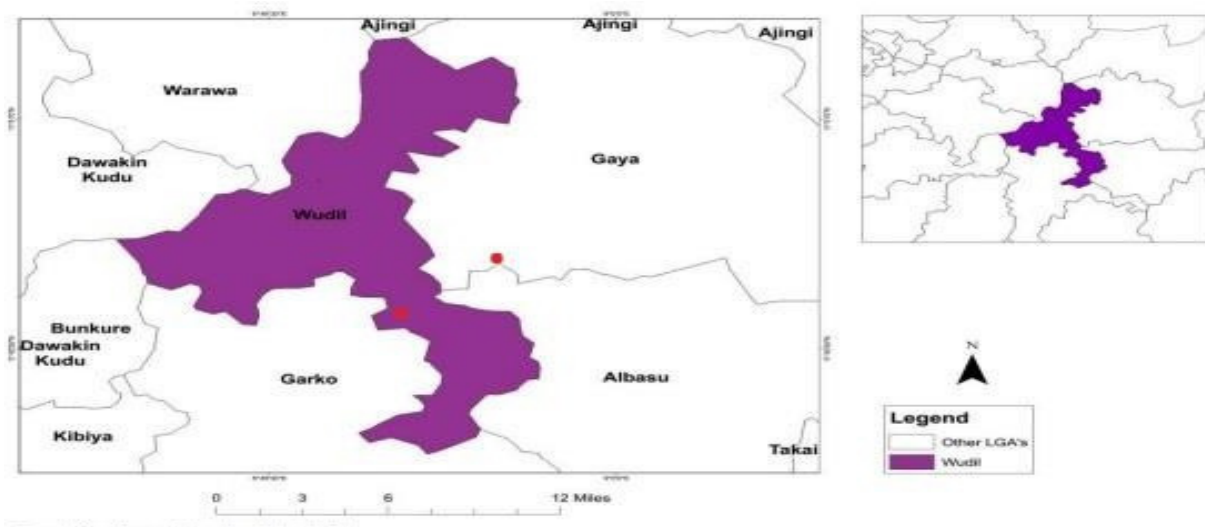 Ajingi
Ajingi
Ajingi
Warawa
Gaya
Dawakin
Kudu
Wudil
Bunkure
Dawakin
Kudu
Garko
Albasu
Kibiya
Takai
0 3 6 12 Miles
N
Legend
Other LGA's
Wudil